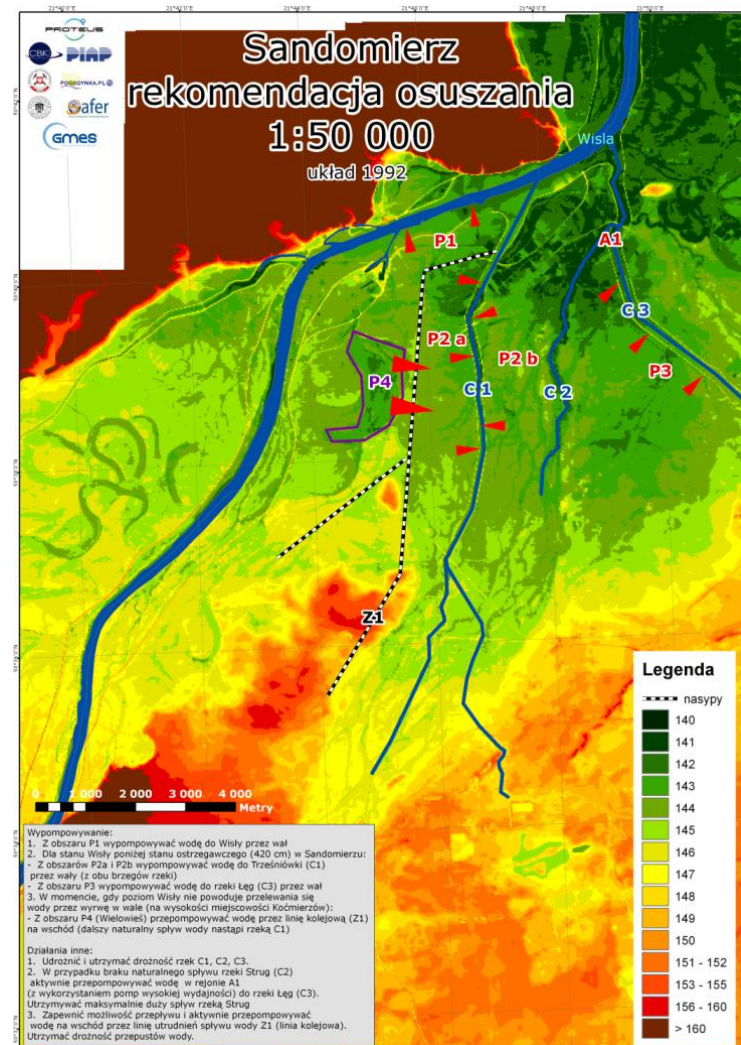 PROTEUS
CBK PIAP
POGODYNKA.PL
Safer
Gmes
Sandomierz
rekomendacja osuszania
1:50 000
układ 1992
Wisla
P1
A1
C 3
P2 a
P2 b
P4
C 1
C 2
P3
Z1
0 1 000 2 000 3 000 4 000
Metry
Legenda
nasypy
140
141
142
143
144
145
146
147
148
149
150
151 - 152
153 - 155
156 - 160
> 160
Wypompowywanie:
1. Z obszaru P1 wypompowywać wodę do Wisły przez wał
2. Dla stanu Wisły poniżej stanu ostrzegawczego (420 cm) w Sandomierzu:
- Z obszarów P2a i P2b wypompowywać wodę do Trześniówki (C1)
przez wały (z obu brzegów rzeki)
- Z obszaru P3 wypompowywać wodę do rzeki Łęg (C3) przez wał
3. W momencie, gdy poziom Wisły nie powoduje przelewania się
wody przez wyrwę w wale (na wysokości miejscowości Koćmierzów):
- Z obszaru P4 (Wielowieś) przepompowywać wodę przez linię kolejową (Z1)
na wschód (dalszy naturalny spływ wody nastąpi rzeką C1)
Działania inne:
1. Udrożnić i utrzymać drożność rzek C1, C2, C3.
2. W przypadku braku naturalnego spływu rzeki Strug (C2)
aktywnie przepompowywać wodę w rejonie A1
(z wykorzystaniem pomp wysokiej wydajności) do rzeki Łęg (C3).
Utrzymywać maksymalnie duży spływ rzeką Strug
3. Zapewnić możliwość przepływu i aktywnie przepompowywać
wodę na wschód przez linię utrudnień spływu wody Z1 (linia kolejowa).
Utrzymać drożność przepustów wody.